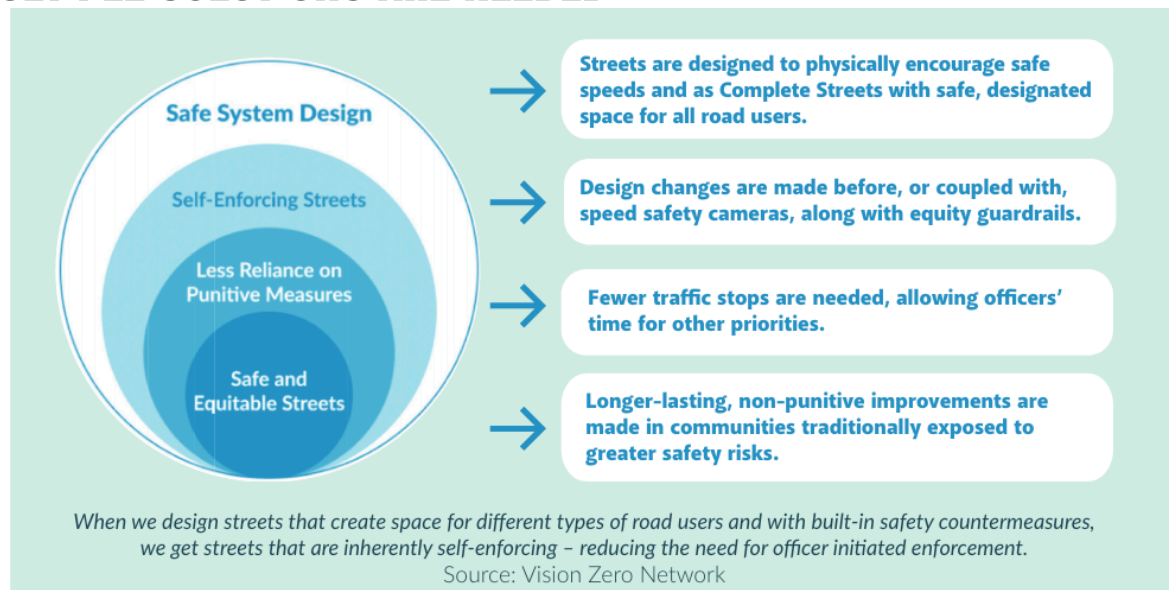 Safe System Design
Self-Enforcing Streets
Less Reliance on
Punitive Measures
Safe and
Equitable Streets
Streets are designed to physically encourage safe
speeds and as Complete Streets with safe, designated
space for all road users.
Design changes are made before, or coupled with,
speed safety cameras, along with equity guardrails.
Fewer traffic stops are needed, allowing officers’
time for other priorities.
Longer-lasting, non-punitive improvements are
made in communities traditionally exposed to
greater safety risks.
When we design streets that create space for different types of road users and with built-in safety countermeasures,
we get streets that are inherently self-enforcing – reducing the need for officer initiated enforcement.
Source: Vision Zero Network